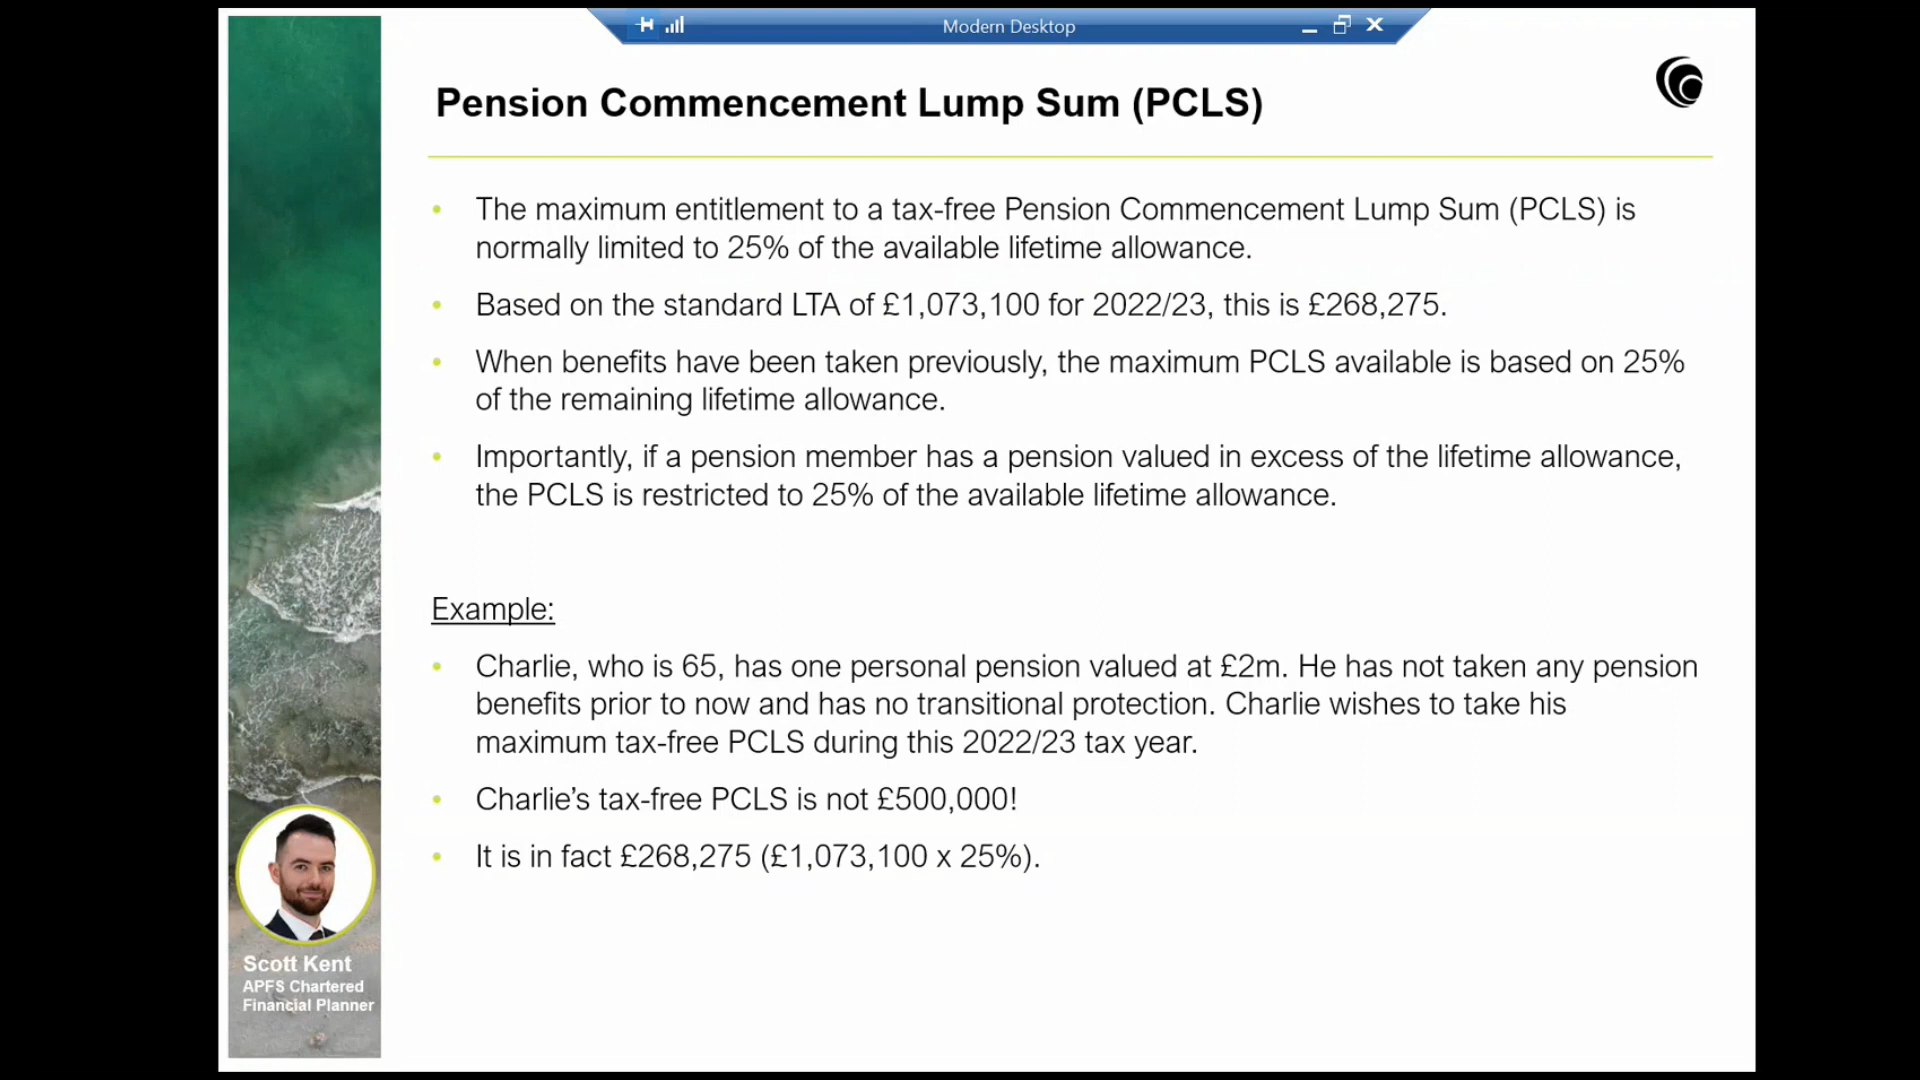 Modern Desktop
Pension Commencement Lump Sum (PCLS)
• The maximum entitlement to a tax-free Pension Commencement Lump Sum (PCLS) is
normally limited to 25% of the available lifetime allowance.
• Based on the standard LTA of £1,073,100 for 2022/23, this is £268,275.
• When benefits have been taken previously, the maximum PCLS available is based on 25%
of the remaining lifetime allowance.
• Importantly, if a pension member has a pension valued in excess of the lifetime allowance,
the PCLS is restricted to 25% of the available lifetime allowance.
Example:
• Charlie, who is 65, has one personal pension valued at £2m. He has not taken any pension
benefits prior to now and has no transitional protection. Charlie wishes to take his
maximum tax-free PCLS during this 2022/23 tax year.
• Charlie’s tax-free PCLS is not £500,000!
• It is in fact £268,275 (£1,073,100 x 25%).
Scott Kent
APFS Chartered
Financial Planner